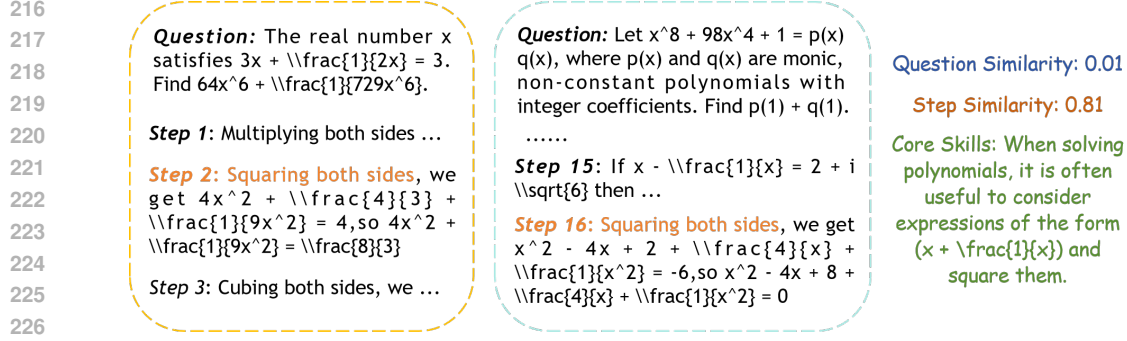 216
217
218
219
220
221
222
223
224
225
226
Question: The real number x
satisfies 3x + \\frac{1}{2x} = 3.
Find 64x^6 + \\frac{1}{729x^6}.
Step 1: Multiplying both sides ...
Step 2: Squaring both sides, we
get 4x^2 + \\frac{4}{3} +
\\frac{1}{9x^2} = 4,so 4x^2 +
\\frac{1}{9x^2} = \\frac{8}{3}
Step 3: Cubing both sides, we ...
Question: Let x^8 + 98x^4 + 1 = p(x)
q(x), where p(x) and q(x) are monic,
non-constant polynomials with
integer coefficients. Find p(1) + q(1).
......
Step 15: If x - \\frac{1}{x} = 2 + i
\\sqrt{6} then ...
Step 16: Squaring both sides, we get
x^2 - 4x + 2 + \\frac{4}{x} +
\\frac{1}{x^2} = -6,so x^2 - 4x + 8 +
\\frac{4}{x} + \\frac{1}{x^2} = 0
Question Similarity: 0.01
Step Similarity: 0.81
Core Skills: When solving
polynomials, it is often
useful to consider
expressions of the form
(x + \frac{1}{x}) and
square them.